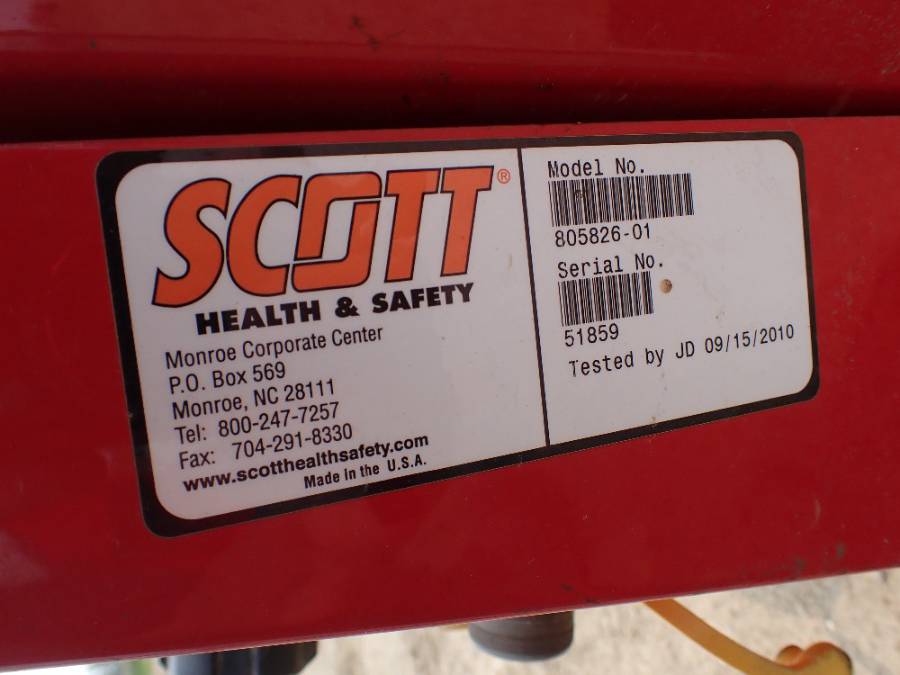 SCOTT®
HEALTH & SAFETY
Monroe Corporate Center
P.O. Box 569
Monroe, NC 28111
Tel: 800-247-7257
Fax: 704-291-8330
www.scotthealthsafety.com
Made in the U.S.A.
Model No.
805826-01
Serial No.
51859
Tested by JD 09/15/2010